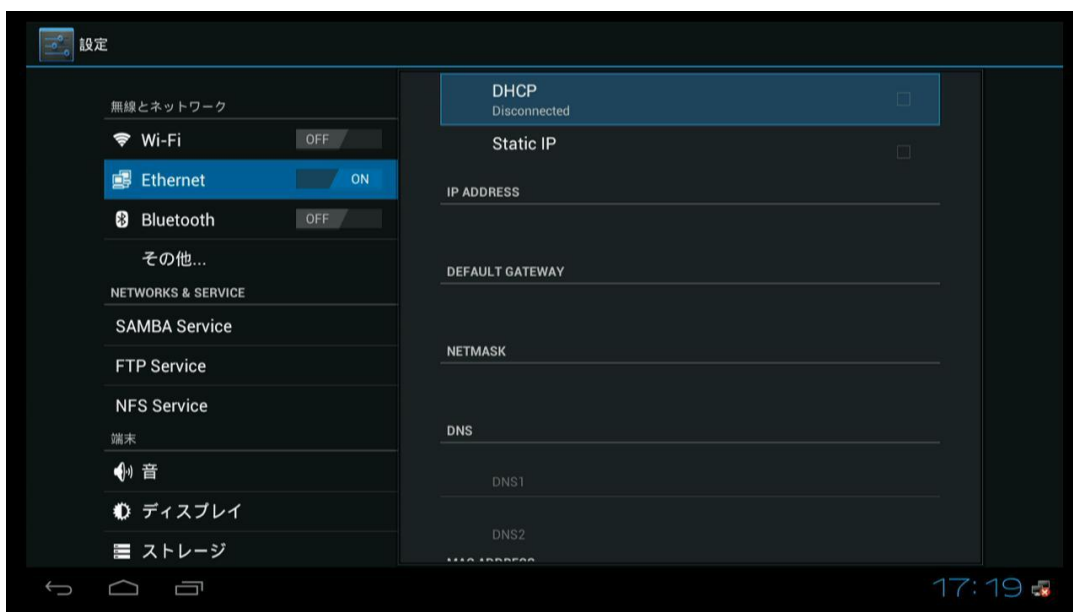 設定
無線とネットワーク
Wi-Fi OFF
Ethernet ON
Bluetooth OFF
その他...
NETWORKS & SERVICE
SAMBA Service
FTP Service
NFS Service
端末
音
ディスプレイ
ストレージ
DHCP
Disconnected
Static IP
IP ADDRESS
DEFAULT GATEWAY
NETMASK
DNS
DNS1
DNS2
MAC ADDRESS
17:19